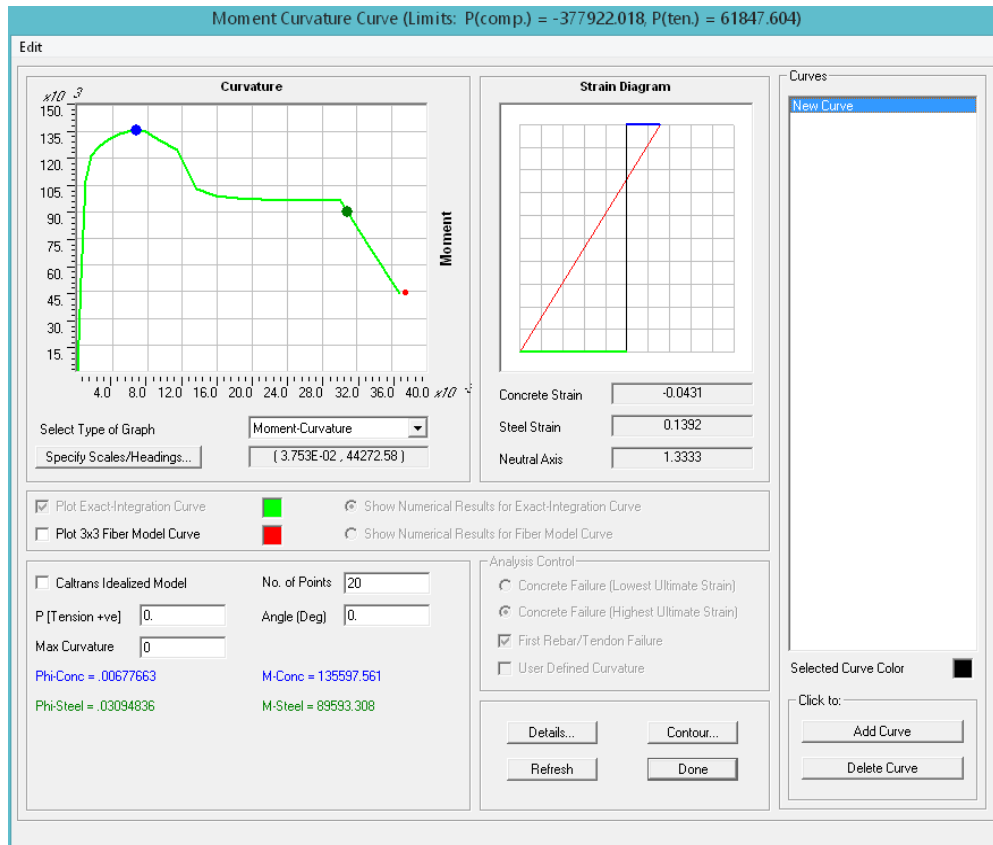 Moment Curvature Curve (Limits: P(comp.) = -377922.018, P(ten.) = 61847.604)
Edit
Curvature
x10 3
150.
135.
120.
105.
90.
75.
60.
45.
30.
15.
Moment
4.0 8.0 12.0 16.0 20.0 24.0 28.0 32.0 36.0 40.0 x10 -3
Select Type of Graph
Moment-Curvature
Specify Scales/Headings...
( 3.753E-02 , 44272.58 )
Strain Diagram
Concrete Strain
-0.0431
Steel Strain
0.1392
Neutral Axis
1.3333
Curves
New Curve
Plot Exact-Integration Curve
Show Numerical Results for Exact-Integration Curve
Plot 3x3 Fiber Model Curve
Show Numerical Results for Fiber Model Curve
Caltrans Idealized Model
No. of Points
20
P [Tension +ve]
0.
Angle (Deg)
0.
Max Curvature
0
Phi-Conc = .00677663
M-Conc = 135597.561
Phi-Steel = .03094836
M-Steel = 89593.308
Analysis Control
Concrete Failure (Lowest Ultimate Strain)
Concrete Failure (Highest Ultimate Strain)
First Rebar/Tendon Failure
User Defined Curvature
Details...
Contour...
Refresh
Done
Selected Curve Color
Click to:
Add Curve
Delete Curve